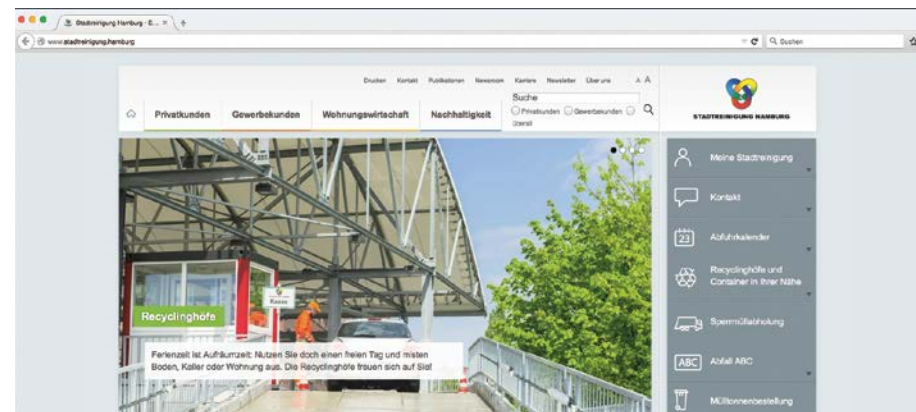 Stadtreinigung Hamburg - E...
www.stadtreinigung.hamburg
Suchen
Drucken Kontakt Publikationen Newsroom Karriere Newsletter Über uns A A
Suche
Privatkunden Gewerbekunden
überall
Privatkunden Gewerbekunden Wohnungswirtschaft Nachhaltigkeit
STADTREINIGUNG HAMBURG
Kasse
Recyclinghöfe
Ferienzeit ist Aufräumzeit: Nutzen Sie doch einen freien Tag und misten
Boden, Keller oder Wohnung aus. Die Recyclinghöfe freuen sich auf Sie!
Meine Stadtreinigung
Kontakt
23
Abfuhrkalender
Recyclinghöfe und
Container in Ihrer Nähe
Sperrmüllabholung
ABC
Abfall ABC
Mülltonnenbestellung